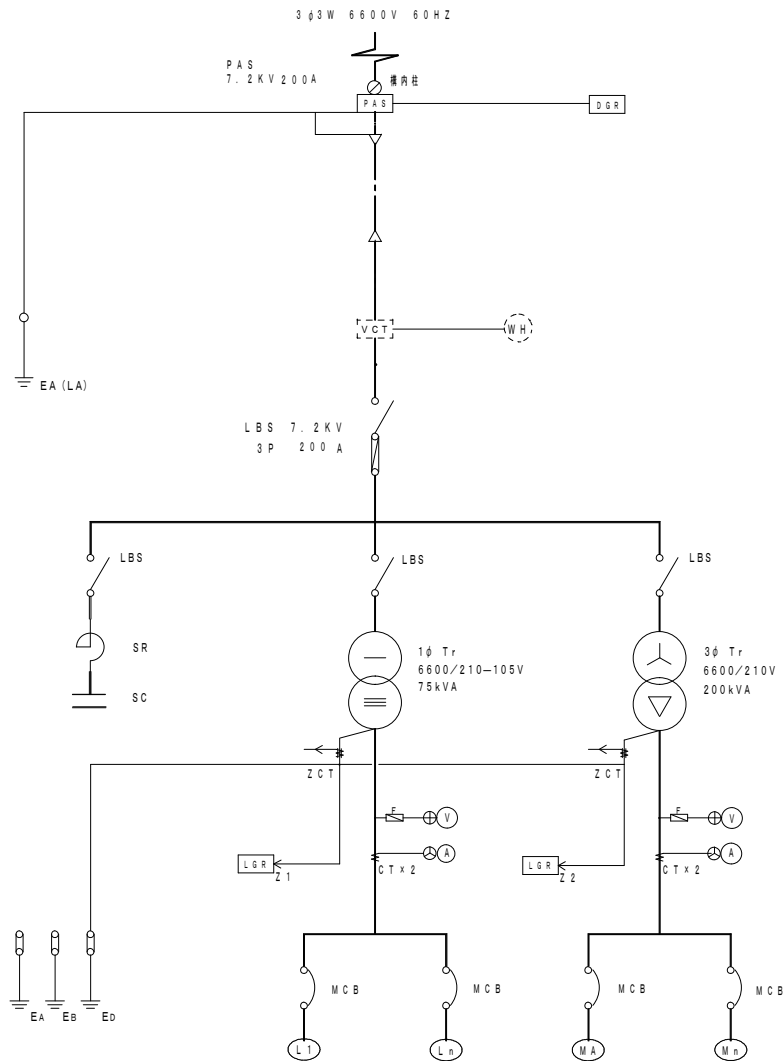 3φ3W 6600V 60HZ
PAS
7.2KV 200A
構内柱
PAS
DGR
VCT
WH
EA(LA)
LBS 7.2KV
3P 200A
LBS
LBS
LBS
SR
SC
1φ Tr
6600/210−105V
75kVA
3φ Tr
6600/210V
200kVA
ZCT
ZCT
F
V
F
V
A
A
CT×2
CT×2
LGR
Z1
LGR
Z2
EA
EB
ED
MCB
MCB
MCB
MCB
L1
Ln
MA
Mn